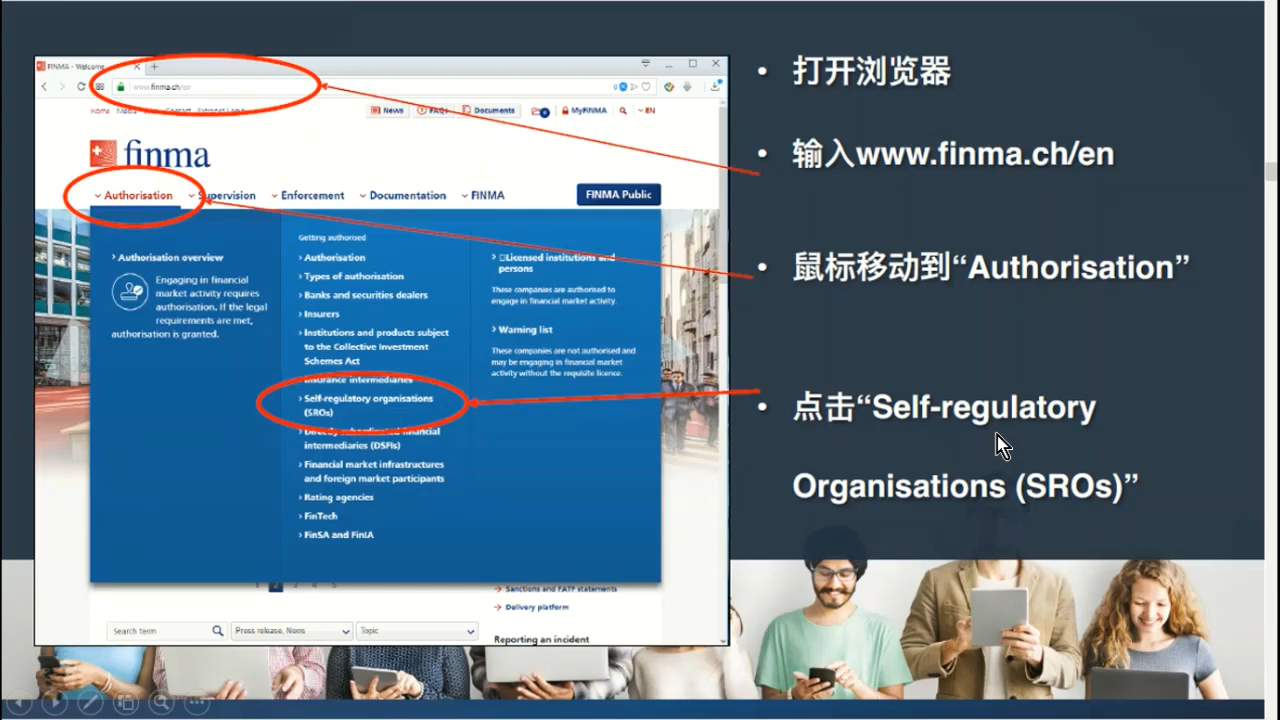 FINMA - Welcome
www.finma.ch/en
Home
News
FAQs
Documents
MyFINMA
EN
finma
Authorisation
Supervision
Enforcement
Documentation
FINMA
FINMA Public
Authorisation overview
Engaging in financial
market activity requires
authorisation. If the legal
requirements are met,
authorisation is granted.
Getting authorised
Authorisation
Types of authorisation
Banks and securities dealers
Insurers
Institutions and products subject
to the Collective Investment
Schemes Act
Insurance intermediaries
Self-regulatory organisations
(SROs)
Directly subordinated financial
intermediaries (DSFIs)
Financial market infrastructures
and foreign market participants
Rating agencies
FinTech
FinSA and FinIA
Licensed institutions and
persons
These companies are authorised to
engage in financial market activity.
Warning list
These companies are not authorised and
may be engaging in financial market
activity without the requisite licence.
Sanctions and FATF statements
Delivery platform
Reporting an incident
Search term
Press release, News
Topic
• 打开浏览器
• 输入www.finma.ch/en
• 鼠标移动到“Authorisation”
• 点击“Self-regulatory
Organisations (SROs)”